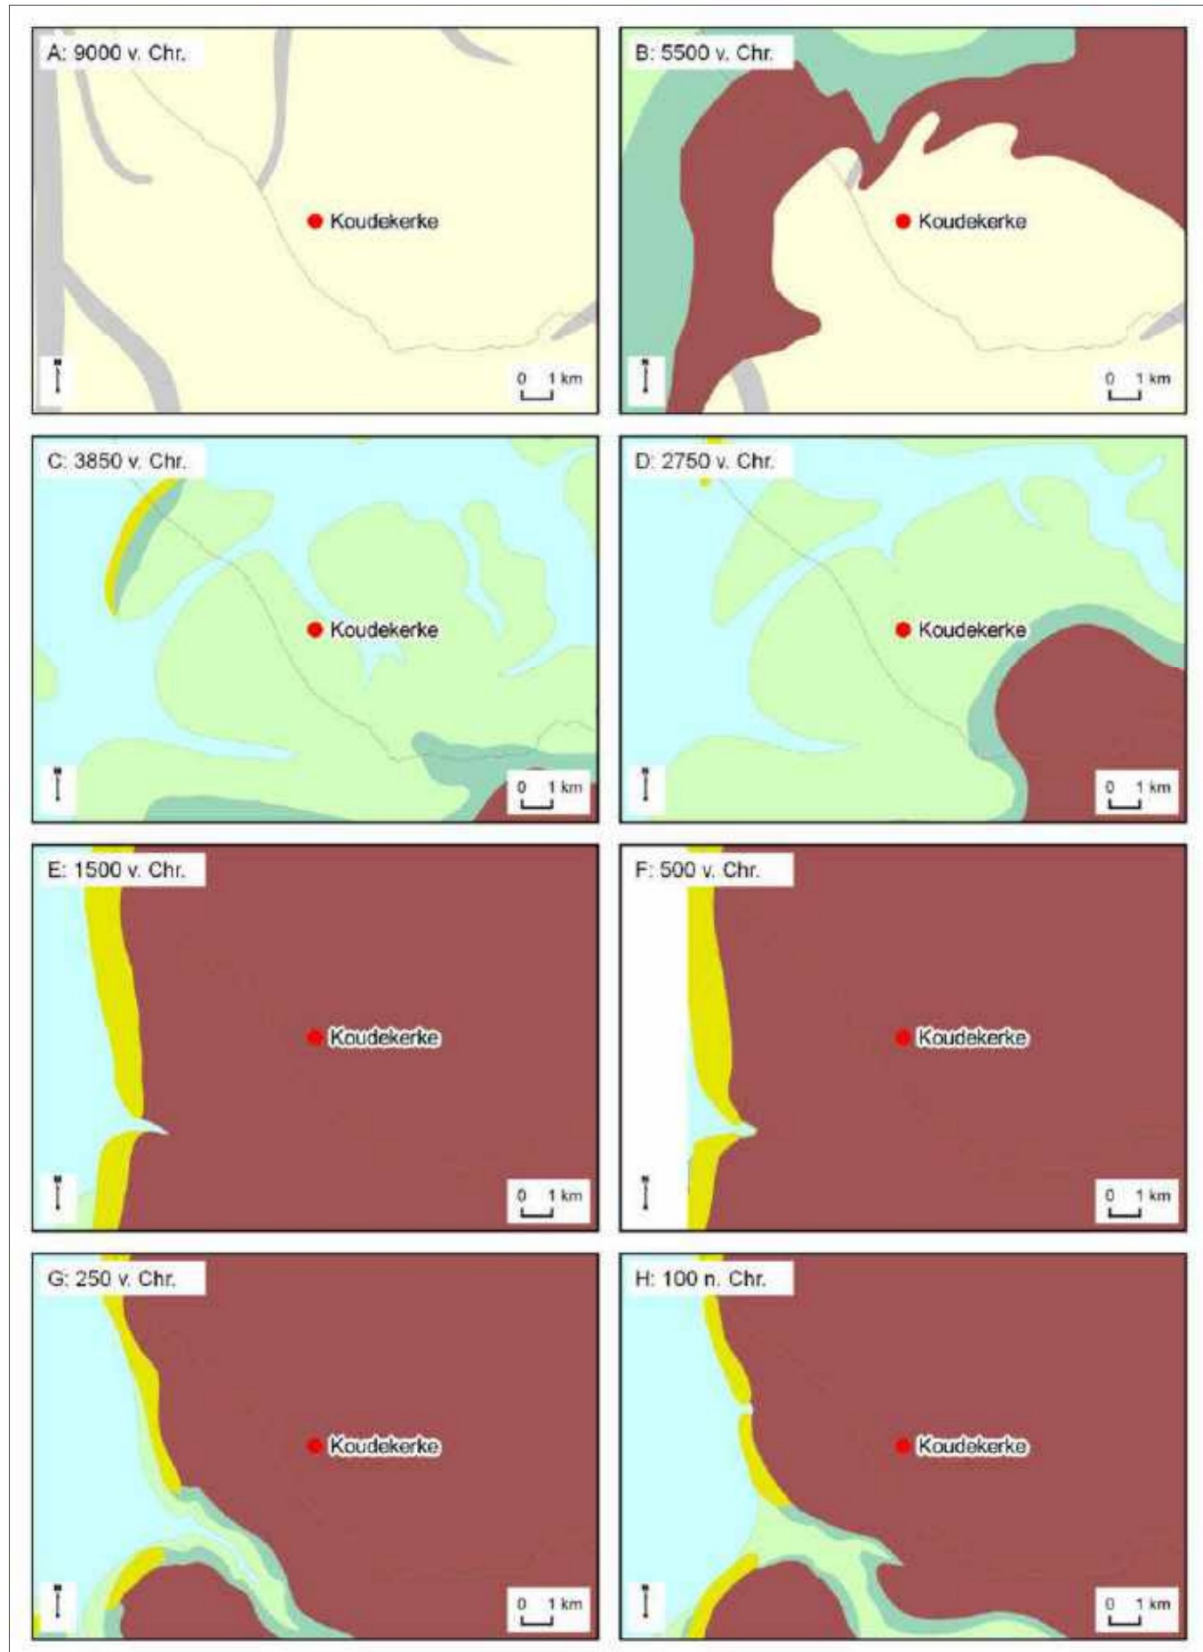 A: 9000 v. Chr.
Koudekerke
N
0 1 km
B: 5500 v. Chr.
Koudekerke
N
0 1 km
C: 3850 v. Chr.
Koudekerke
N
0 1 km
D: 2750 v. Chr.
Koudekerke
N
0 1 km
E: 1500 v. Chr.
Koudekerke
N
0 1 km
F: 500 v. Chr.
Koudekerke
N
0 1 km
G: 250 v. Chr.
Koudekerke
N
0 1 km
H: 100 n. Chr.
Koudekerke
N
0 1 km